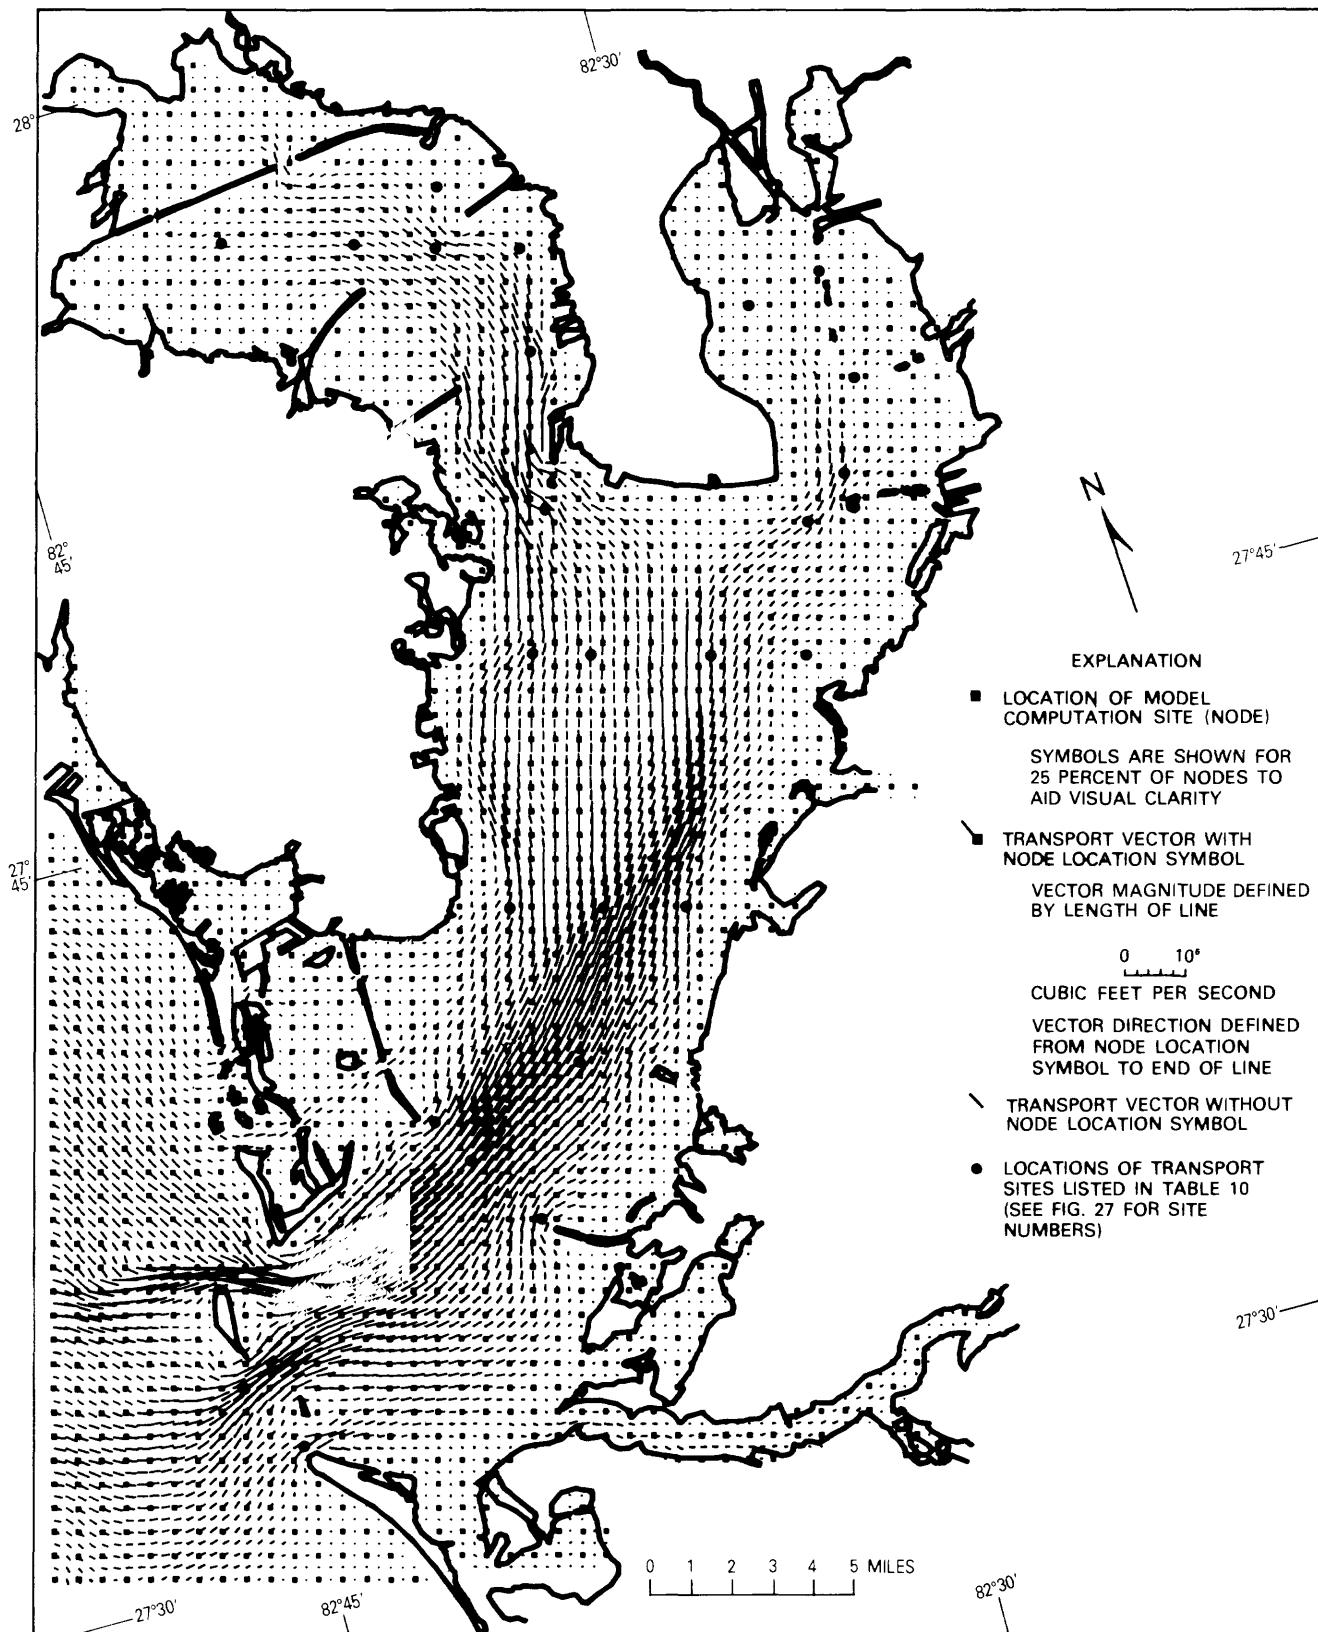 82°30'
28°
N
82°
45'
27°45'
EXPLANATION
LOCATION OF MODEL
COMPUTATION SITE (NODE)
SYMBOLS ARE SHOWN FOR
25 PERCENT OF NODES TO
AID VISUAL CLARITY
TRANSPORT VECTOR WITH
NODE LOCATION SYMBOL
VECTOR MAGNITUDE DEFINED
BY LENGTH OF LINE
0 10⁶
CUBIC FEET PER SECOND
VECTOR DIRECTION DEFINED
FROM NODE LOCATION
SYMBOL TO END OF LINE
TRANSPORT VECTOR WITHOUT
NODE LOCATION SYMBOL
LOCATIONS OF TRANSPORT
SITES LISTED IN TABLE 10
(SEE FIG. 27 FOR SITE
NUMBERS)
27°
45'
27°30'
0 1 2 3 4 5 MILES
27°30'
82°45'
82°30'